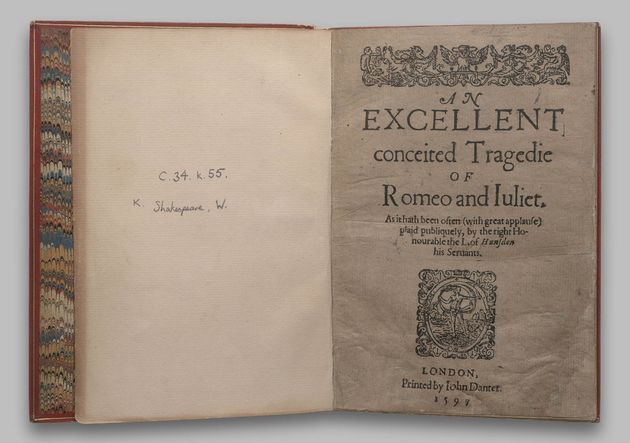 C.34.k.55.
K. Shakespeare, W.
AN
EXCELLENT
conceited Tragedie
OF
Romeo and Iuliet.
As it hath been often (with great applause)
plaid publiquely, by the right Ho-
nourable the L. of Hunsdon
his Seruants.
LONDON,
Printed by Iohn Danter.
1597